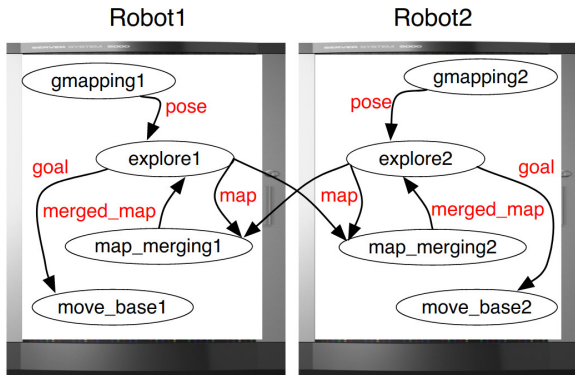 Robot1
Robot2
gmapping1
gmapping2
pose
pose
goal
explore1
explore2
goal
merged_map
map
map
merged_map
map_merging1
map_merging2
move_base1
move_base2